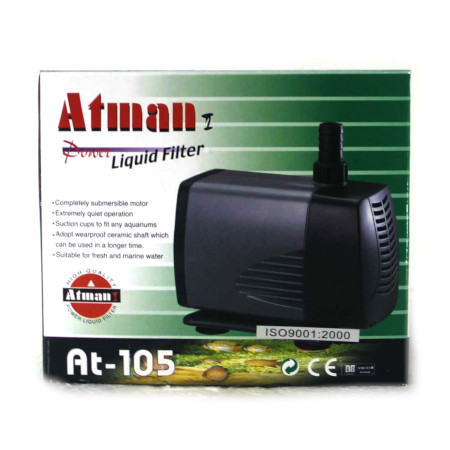 Atman
Power Liquid Filter
•Completely submersible motor
•Extremely quiet operation
•Suction cups to fit any aquariums
•Adopt wearproof ceramic shaft which
can be used in a longer time.
•Suitable for fresh and marine water
HIGH QUALITY
Atman
POWER LIQUID FILTER
ISO9001:2000
At-105
CE